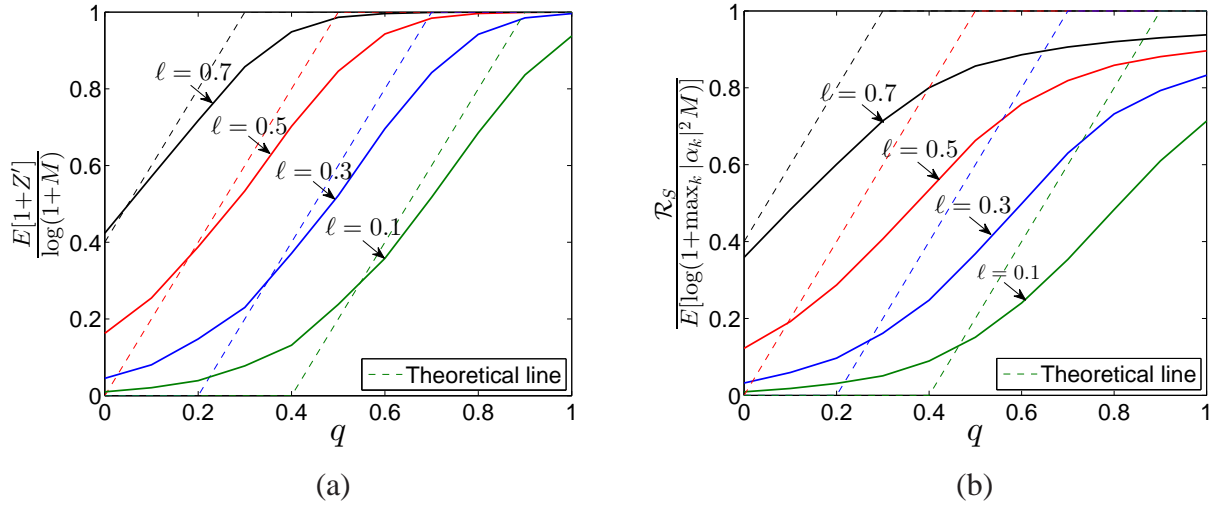 E[1+Z′]
log(1+M)
1
0.8
0.6
0.4
0.2
0
ℓ = 0.7
ℓ = 0.5
ℓ = 0.3
ℓ = 0.1
Theoretical line
0 0.2 0.4 0.6 0.8 1
q
(a)
R_S
E[log(1+max_k |α_k|² M)]
1
0.8
0.6
0.4
0.2
0
ℓ = 0.7
ℓ = 0.5
ℓ = 0.3
ℓ = 0.1
Theoretical line
0 0.2 0.4 0.6 0.8 1
q
(b)